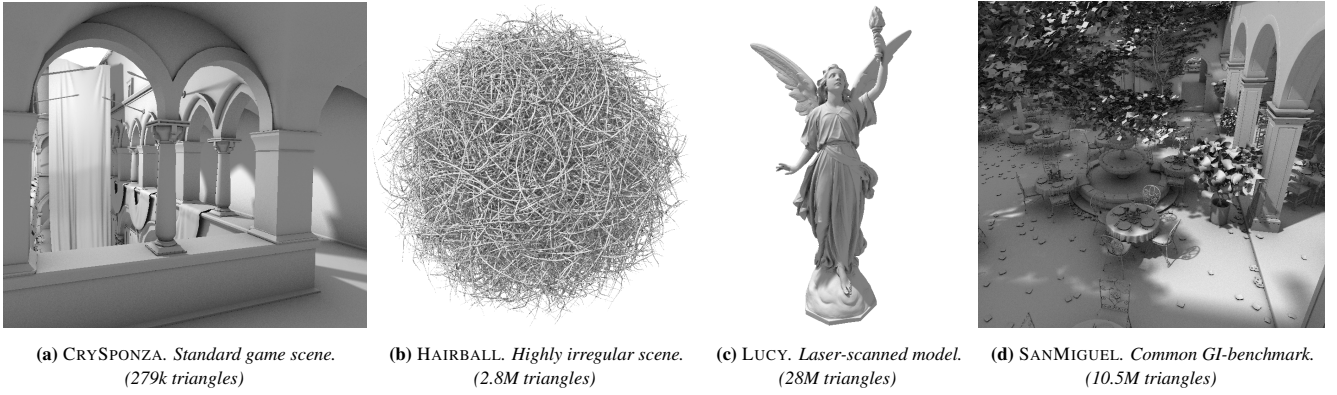 (a) CRYSPONZA. Standard game scene.
(279k triangles)
(b) HAIRBALL. Highly irregular scene.
(2.8M triangles)
(c) LUCY. Laser-scanned model.
(28M triangles)
(d) SANMIGUEL. Common GI-benchmark.
(10.5M triangles)